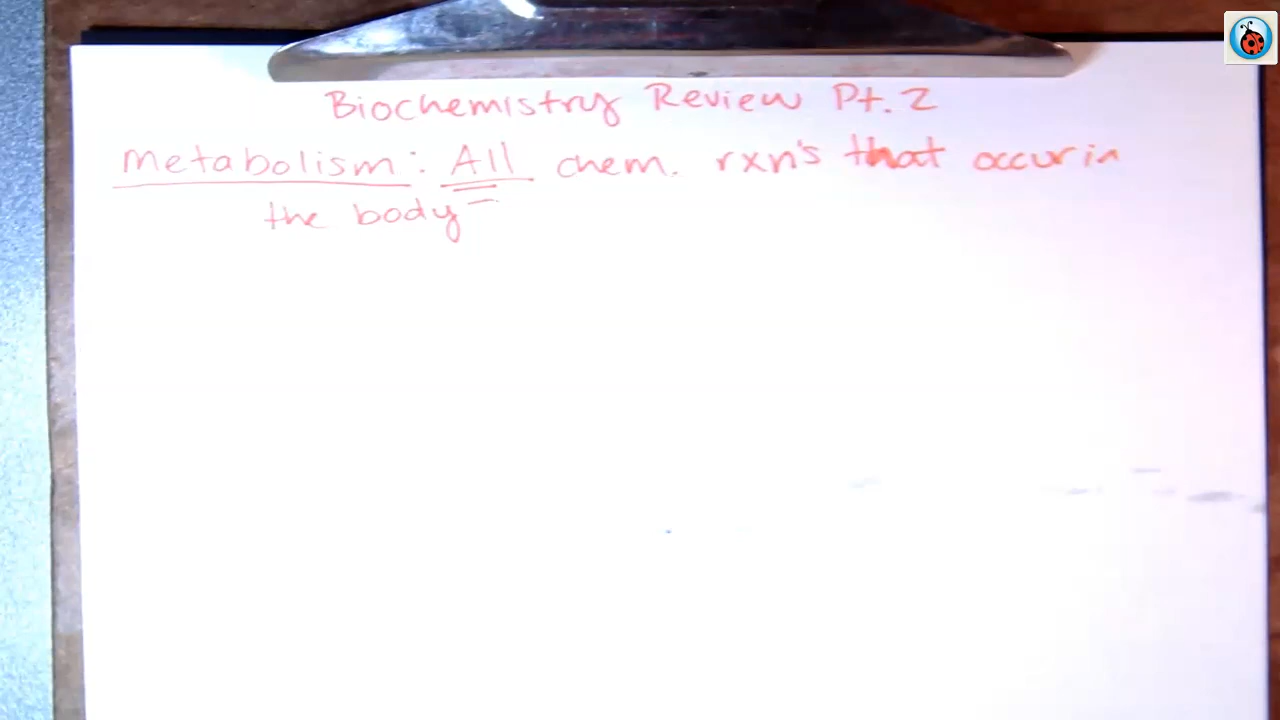 Biochemistry Review Pt. 2
metabolism: All chem. rxn's that occur in
the body